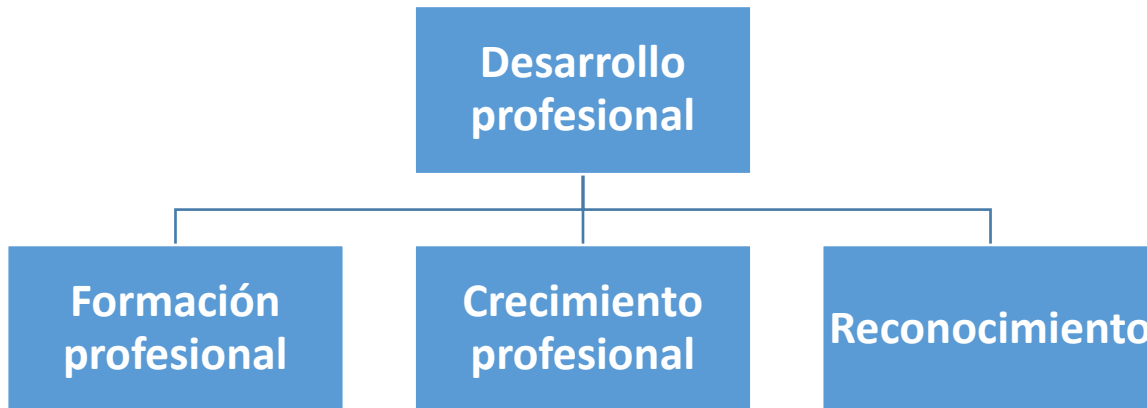 Desarrollo
profesional
Formación
profesional
Crecimiento
profesional
Reconocimiento